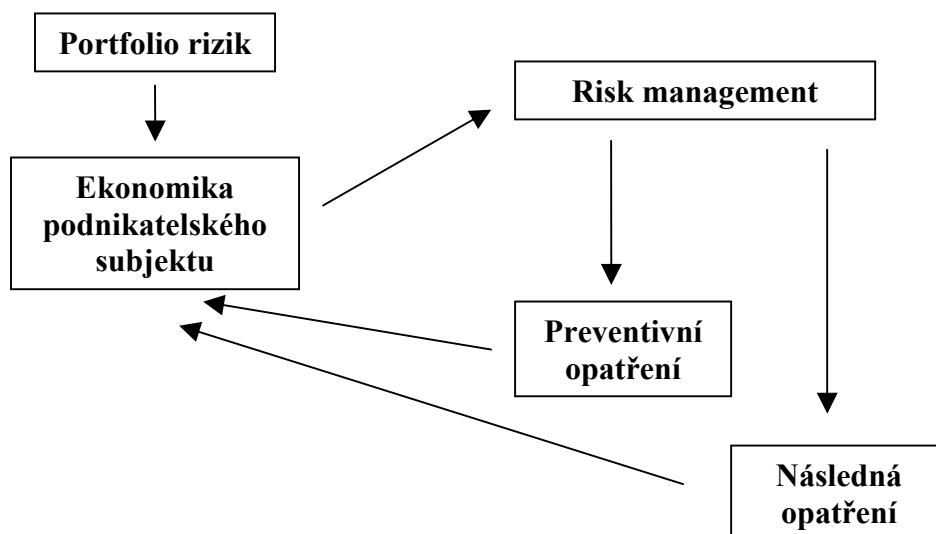 Portfolio rizik
Risk management
Ekonomika
podnikatelského
subjektu
Preventivní
opatření
Následná
opatření